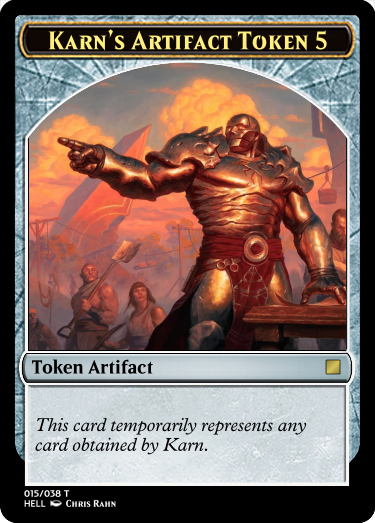 Karn's Artifact Token 5
Token Artifact
This card temporarily represents any
card obtained by Karn.
015/038 T
HELL Chris Rahn